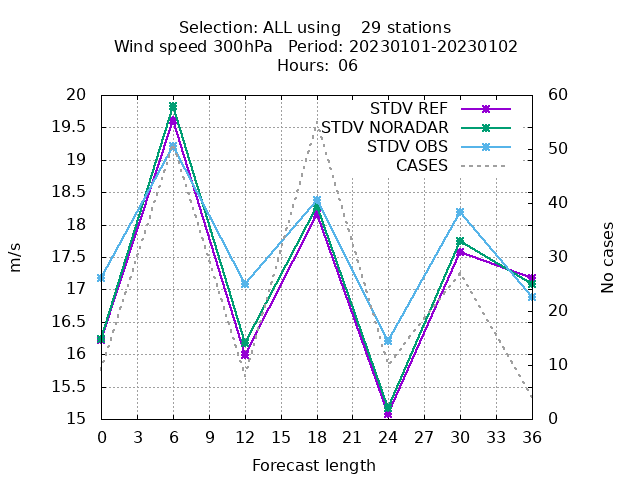 Selection: ALL using    29 stations
Wind speed 300hPa   Period: 20230101-20230102
Hours: 06
STDV REF
STDV NORADAR
STDV OBS
CASES
20
19.5
19
18.5
18
17.5
17
16.5
16
15.5
15
m/s
60
50
40
30
20
10
0
No cases
0 3 6 9 12 15 18 21 24 27 30 33 36
Forecast length